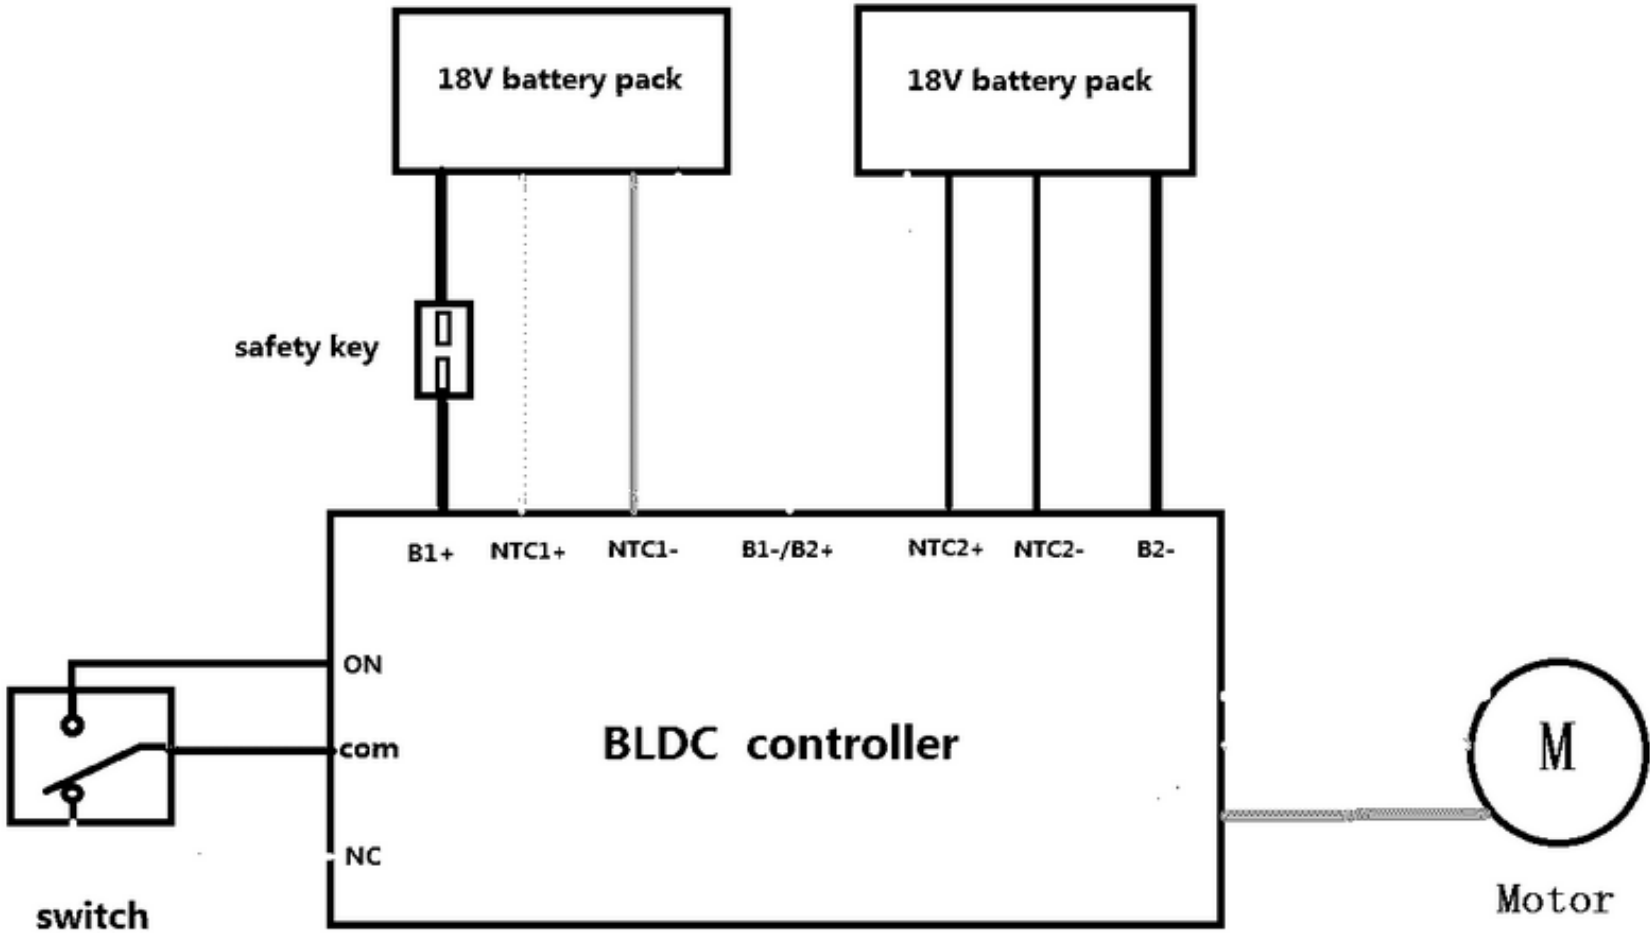 18V battery pack
18V battery pack
safety key
B1+ NTC1+ NTC1- B1-/B2+ NTC2+ NTC2- B2-
ON
com
BLDC controller
M
NC
Motor
switch